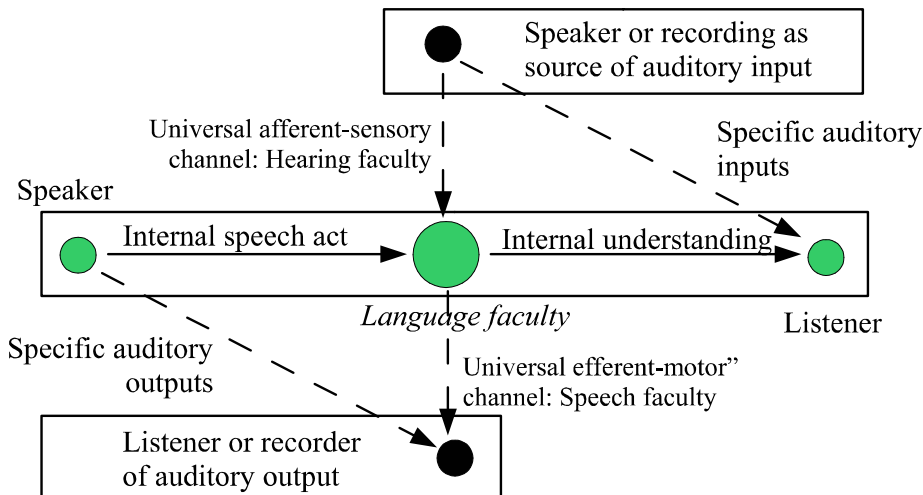 Speaker or recording as
source of auditory input
Universal afferent-sensory
channel: Hearing faculty
Specific auditory
inputs
Speaker
Internal speech act
Internal understanding
Language faculty
Listener
Specific auditory
outputs
Universal efferent-motor”
channel: Speech faculty
Listener or recorder
of auditory output